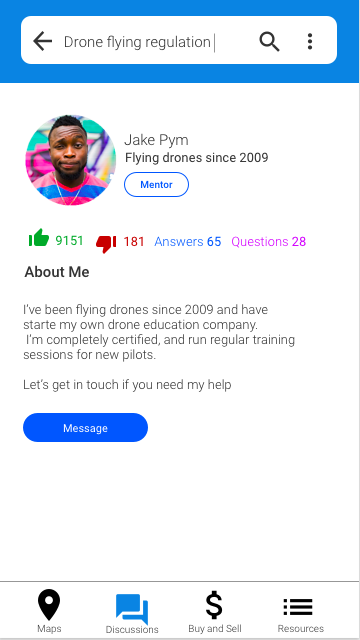 Drone flying regulation
Jake Pym
Flying drones since 2009
Mentor
9151 181 Answers 65 Questions 28
About Me
I’ve been flying drones since 2009 and have
starte my own drone education company.
I’m completely certified, and run regular training
sessions for new pilots.
Let’s get in touch if you need my help
Message
Maps Discussions Buy and Sell Resources